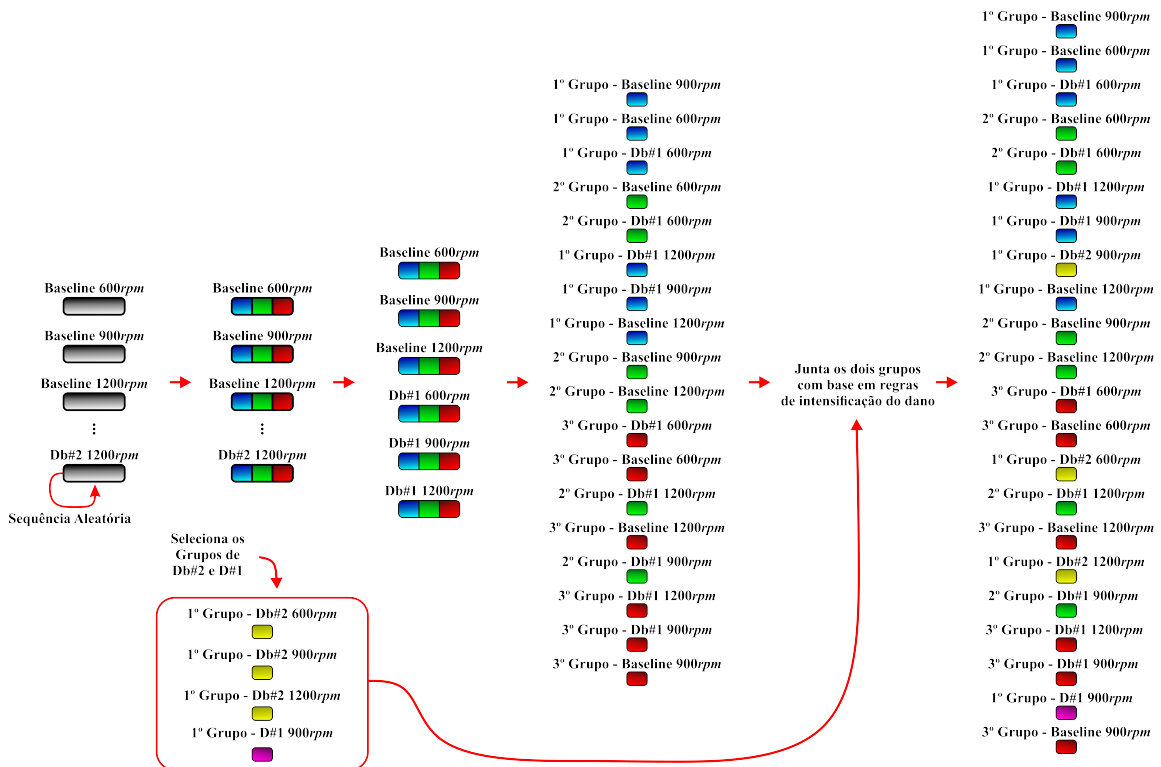 Baseline 600rpm
Baseline 900rpm
Baseline 1200rpm
...
Db#2 1200rpm
Sequência Aleatória
Baseline 600rpm
Baseline 900rpm
Baseline 1200rpm
...
Db#2 1200rpm
Seleciona os
Grupos de
Db#2 e D#1
1º Grupo - Db#2 600rpm
1º Grupo - Db#2 900rpm
1º Grupo - Db#2 1200rpm
1º Grupo - D#1 900rpm
Baseline 600rpm
Baseline 900rpm
Baseline 1200rpm
Db#1 600rpm
Db#1 900rpm
Db#1 1200rpm
1º Grupo - Baseline 900rpm
1º Grupo - Baseline 600rpm
1º Grupo - Db#1 600rpm
2º Grupo - Baseline 600rpm
2º Grupo - Db#1 600rpm
1º Grupo - Db#1 1200rpm
1º Grupo - Db#1 900rpm
1º Grupo - Baseline 1200rpm
2º Grupo - Baseline 900rpm
2º Grupo - Baseline 1200rpm
3º Grupo - Db#1 600rpm
3º Grupo - Baseline 600rpm
2º Grupo - Db#1 1200rpm
3º Grupo - Baseline 1200rpm
2º Grupo - Db#1 900rpm
3º Grupo - Db#1 1200rpm
3º Grupo - Db#1 900rpm
3º Grupo - Baseline 900rpm
Junta os dois grupos
com base em regras
de intensificação do dano
1º Grupo - Baseline 900rpm
1º Grupo - Baseline 600rpm
1º Grupo - Db#1 600rpm
2º Grupo - Baseline 600rpm
2º Grupo - Db#1 600rpm
1º Grupo - Db#1 1200rpm
1º Grupo - Db#1 900rpm
1º Grupo - Db#2 900rpm
1º Grupo - Baseline 1200rpm
2º Grupo - Baseline 900rpm
2º Grupo - Baseline 1200rpm
3º Grupo - Db#1 600rpm
3º Grupo - Baseline 600rpm
1º Grupo - Db#2 600rpm
2º Grupo - Db#1 1200rpm
3º Grupo - Baseline 1200rpm
1º Grupo - Db#2 1200rpm
2º Grupo - Db#1 900rpm
3º Grupo - Db#1 1200rpm
3º Grupo - Db#1 900rpm
1º Grupo - D#1 900rpm
3º Grupo - Baseline 900rpm